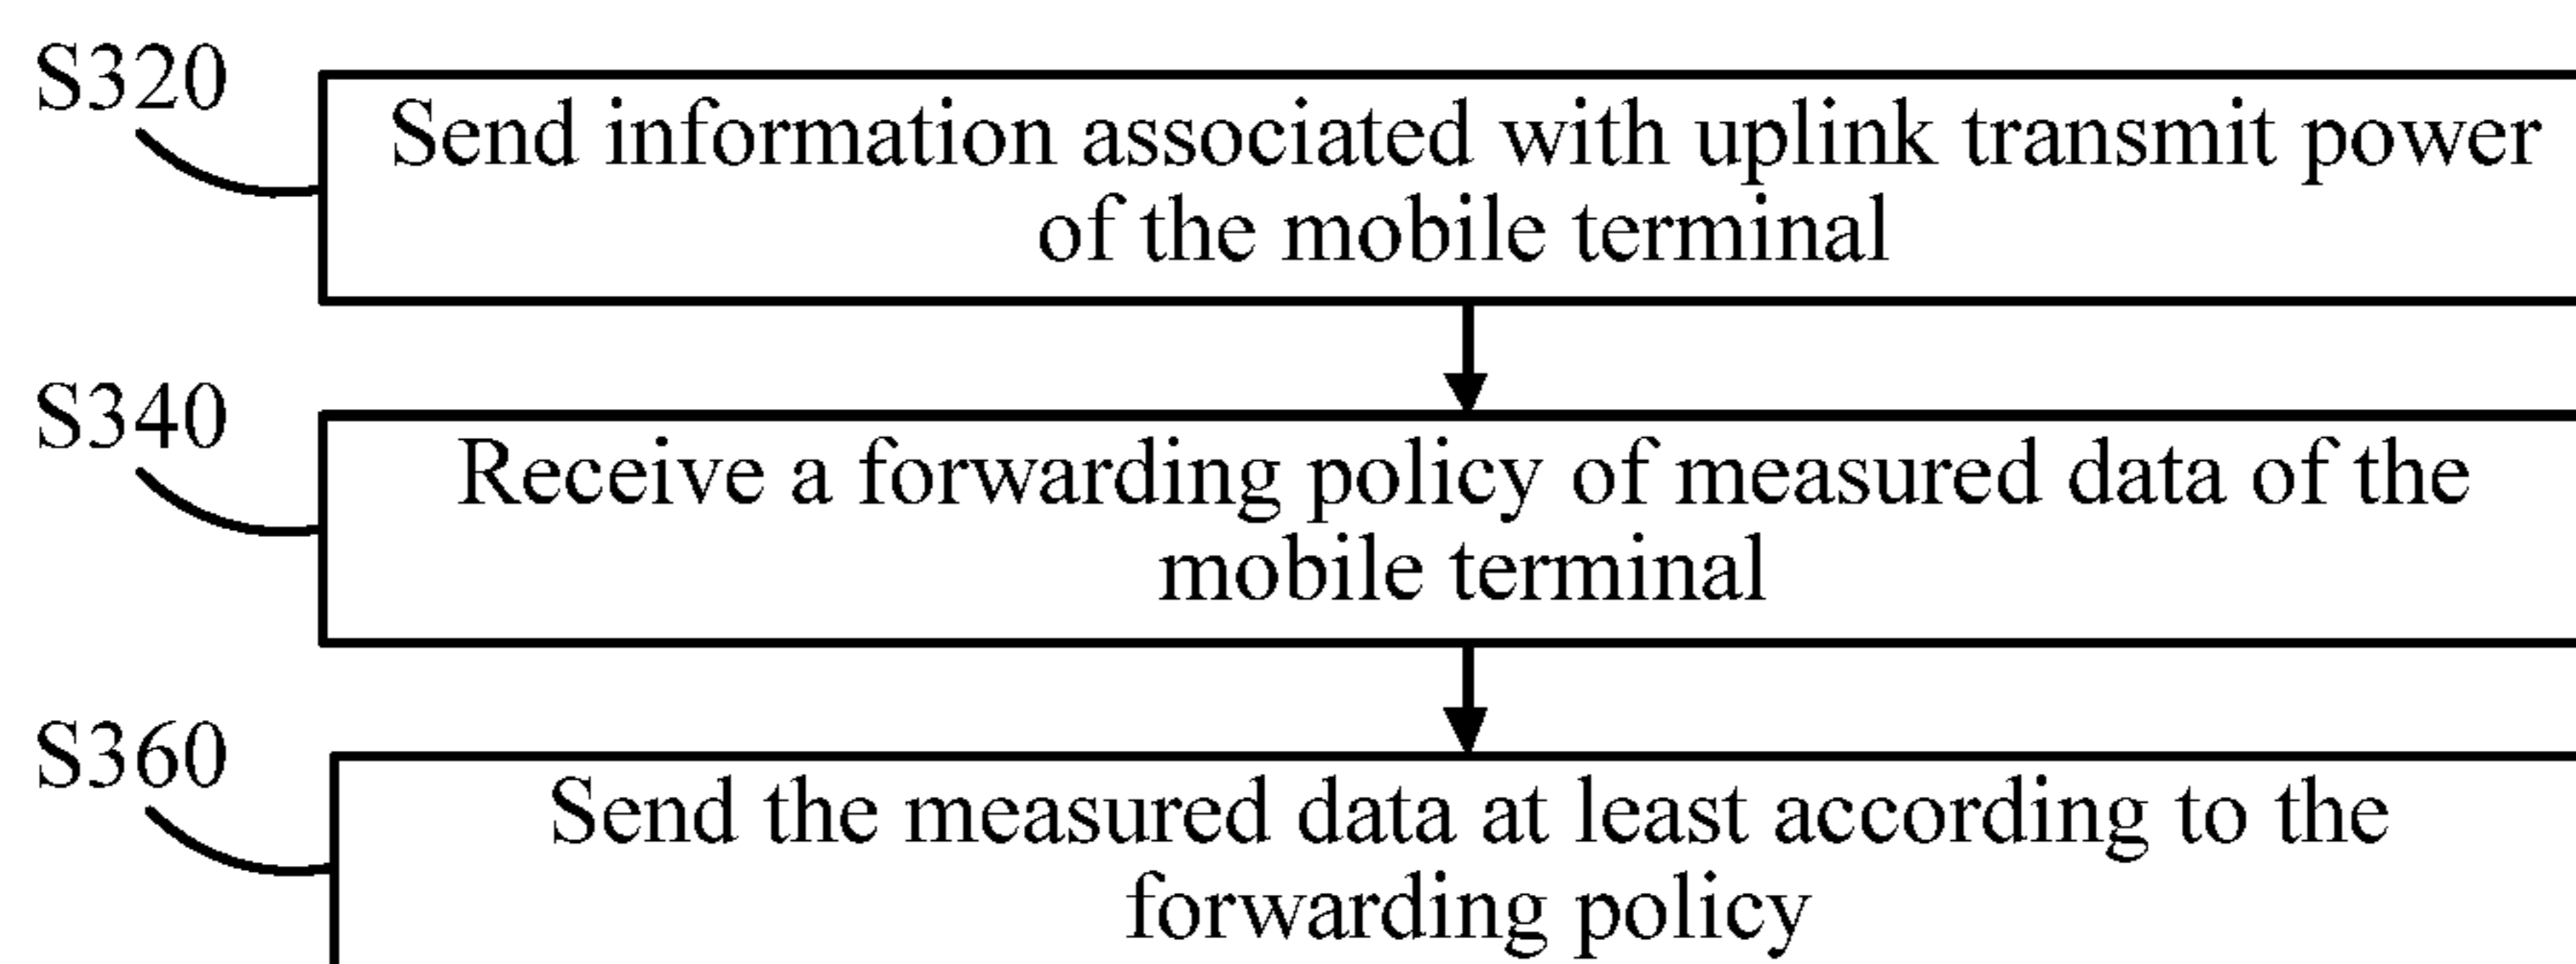 S320
Send information associated with uplink transmit power
of the mobile terminal
S340
Receive a forwarding policy of measured data of the
mobile terminal
S360
Send the measured data at least according to the
forwarding policy